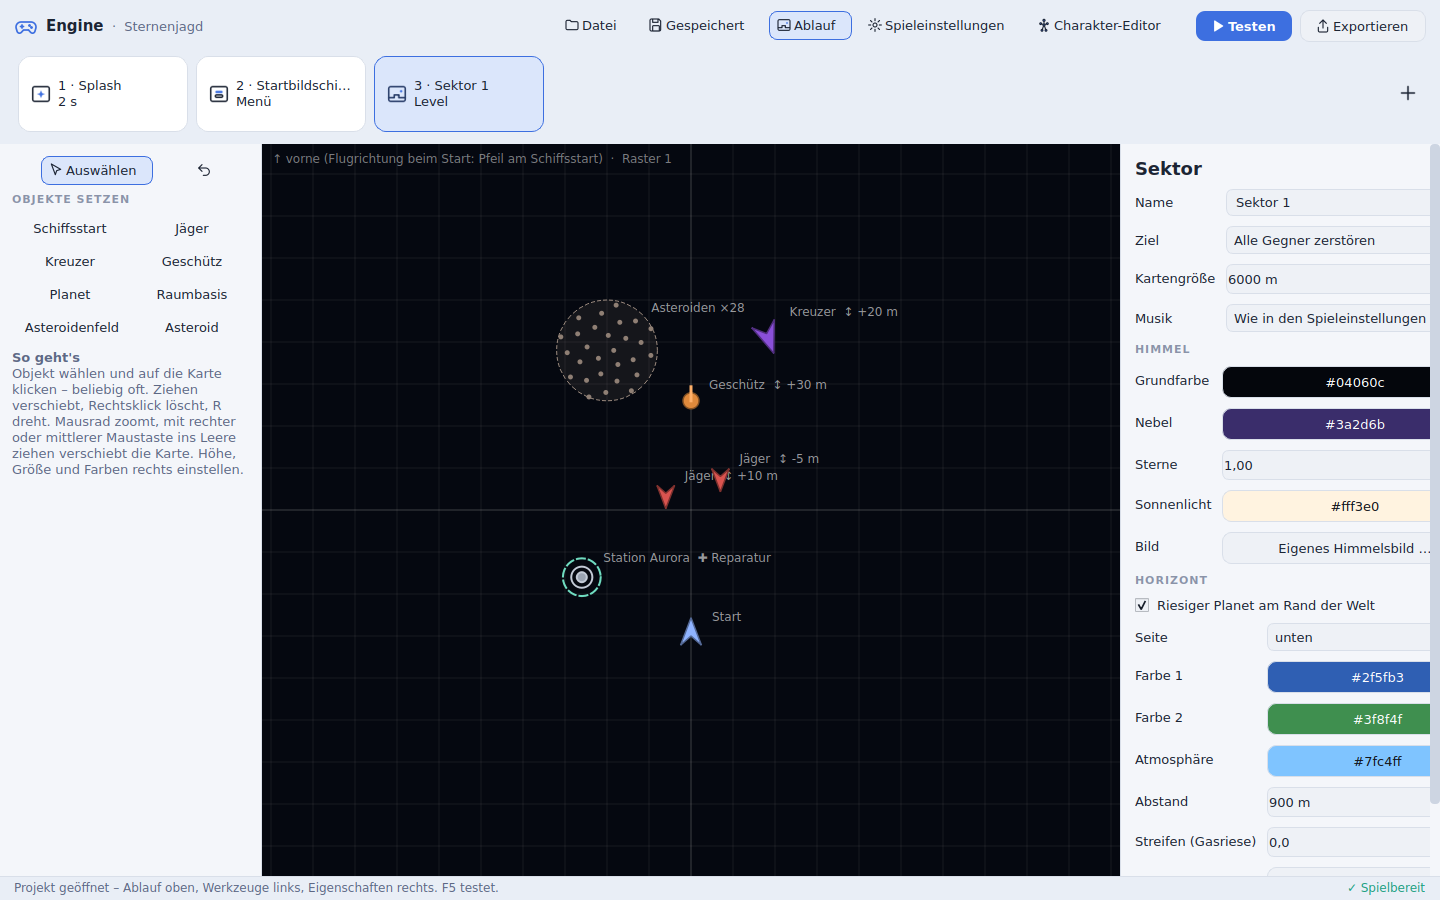 Engine · Sternenjagd
Datei
Gespeichert
Ablauf
Spieleinstellungen
Charakter-Editor
Testen
Exportieren
1 · Splash
2 s
2 · Startbildschi...
Menü
3 · Sektor 1
Level
Auswählen
OBJEKTE SETZEN
Schiffsstart
Jäger
Kreuzer
Geschütz
Planet
Raumbasis
Asteroidenfeld
Asteroid
So geht's
Objekt wählen und auf die Karte
klicken – beliebig oft. Ziehen
verschiebt, Rechtsklick löscht, R
dreht. Mausrad zoomt, mit rechter
oder mittlerer Maustaste ins Leere
ziehen verschiebt die Karte. Höhe,
Größe und Farben rechts einstellen.
↑ vorne (Flugrichtung beim Start: Pfeil am Schiffsstart) · Raster 1
Asteroiden ×28
Kreuzer ↕ +20 m
Geschütz ↕ +30 m
Jäger ↕ -5 m
Jäger ↕ +10 m
Station Aurora ✚ Reparatur
Start
Sektor
Name
Sektor 1
Ziel
Alle Gegner zerstören
Kartengröße
6000 m
Musik
Wie in den Spieleinstellungen
HIMMEL
Grundfarbe
#04060c
Nebel
#3a2d6b
Sterne
1,00
Sonnenlicht
#fff3e0
Bild
Eigenes Himmelsbild ...
HORIZONT
Riesiger Planet am Rand der Welt
Seite
unten
Farbe 1
#2f5fb3
Farbe 2
#3f8f4f
Atmosphäre
#7fc4ff
Abstand
900 m
Streifen (Gasriese)
0,0
Projekt geöffnet – Ablauf oben, Werkzeuge links, Eigenschaften rechts. F5 testet.
✓ Spielbereit